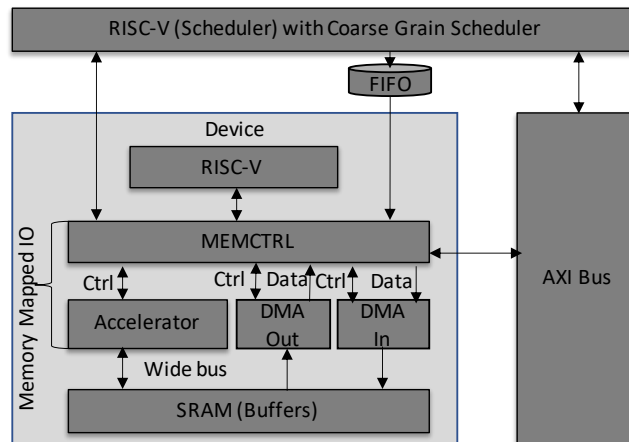 RISC-V (Scheduler) with Coarse Grain Scheduler
FIFO
Device
RISC-V
MEMCTRL
Memory Mapped IO
Ctrl
Ctrl
Data
Ctrl
Data
Accelerator
DMA
Out
DMA
In
AXI Bus
Wide bus
SRAM (Buffers)